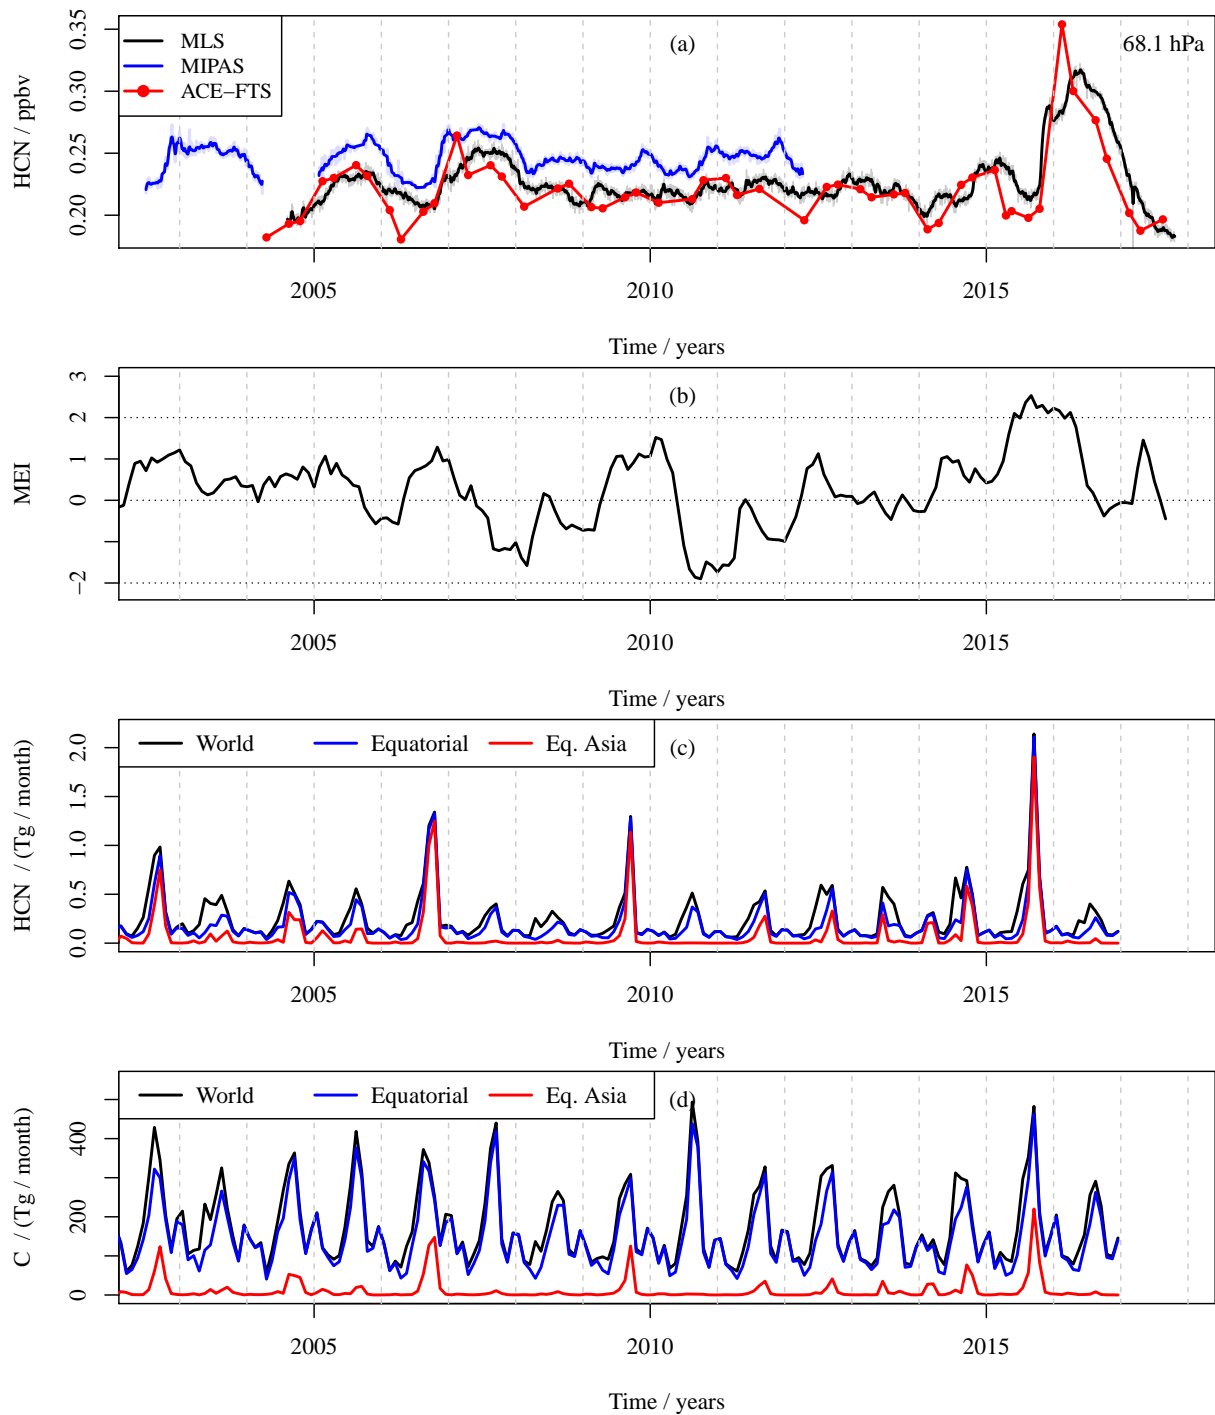 (a)
68.1 hPa
MLS
MIPAS
ACE−FTS
HCN / ppbv
0.20 0.25 0.30 0.35
2005 2010 2015
Time / years
(b)
MEI
−2 0 1 2 3
2005 2010 2015
Time / years
World Equatorial Eq. Asia (c)
HCN / (Tg / month)
0.0 0.5 1.0 1.5 2.0
2005 2010 2015
Time / years
World Equatorial Eq. Asia (d)
C / (Tg / month)
0 200 400
2005 2010 2015
Time / years